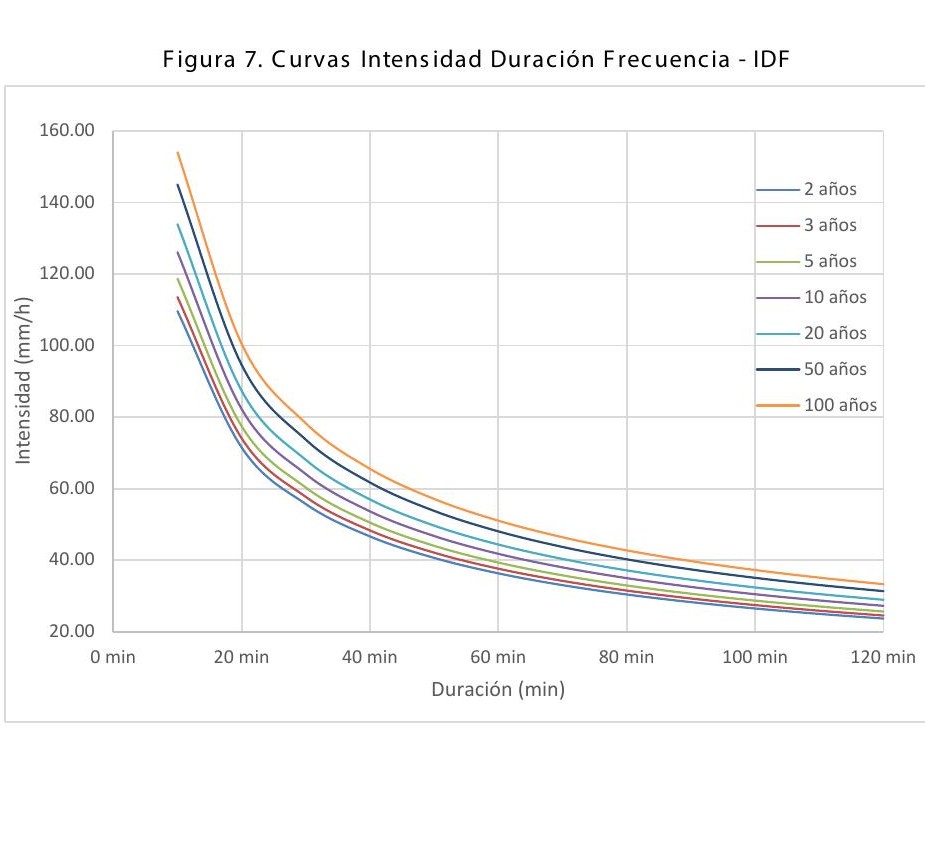 Figura 7. Curvas Intensidad Duración Frecuencia - IDF
160.00
140.00
120.00
100.00
80.00
60.00
40.00
20.00
Intensidad (mm/h)
2 años
3 años
5 años
10 años
20 años
50 años
100 años
0 min 20 min 40 min 60 min 80 min 100 min 120 min
Duración (min)